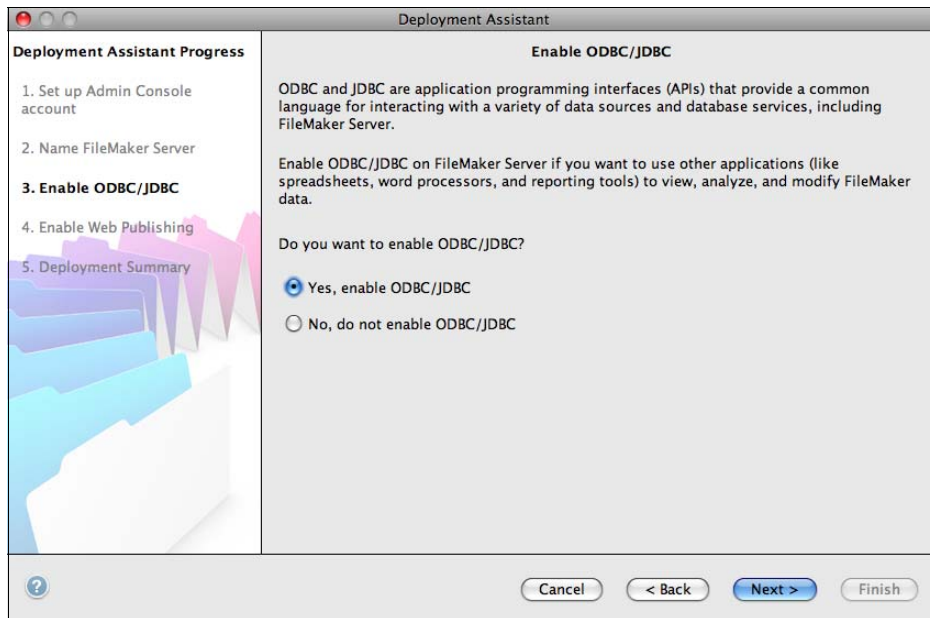 Deployment Assistant
Deployment Assistant Progress
1. Set up Admin Console
account
2. Name FileMaker Server
3. Enable ODBC/JDBC
4. Enable Web Publishing
5. Deployment Summary
Enable ODBC/JDBC
ODBC and JDBC are application programming interfaces (APIs) that provide a common
language for interacting with a variety of data sources and database services, including
FileMaker Server.
Enable ODBC/JDBC on FileMaker Server if you want to use other applications (like
spreadsheets, word processors, and reporting tools) to view, analyze, and modify FileMaker
data.
Do you want to enable ODBC/JDBC?
Yes, enable ODBC/JDBC
No, do not enable ODBC/JDBC
?
Cancel
< Back
Next >
Finish